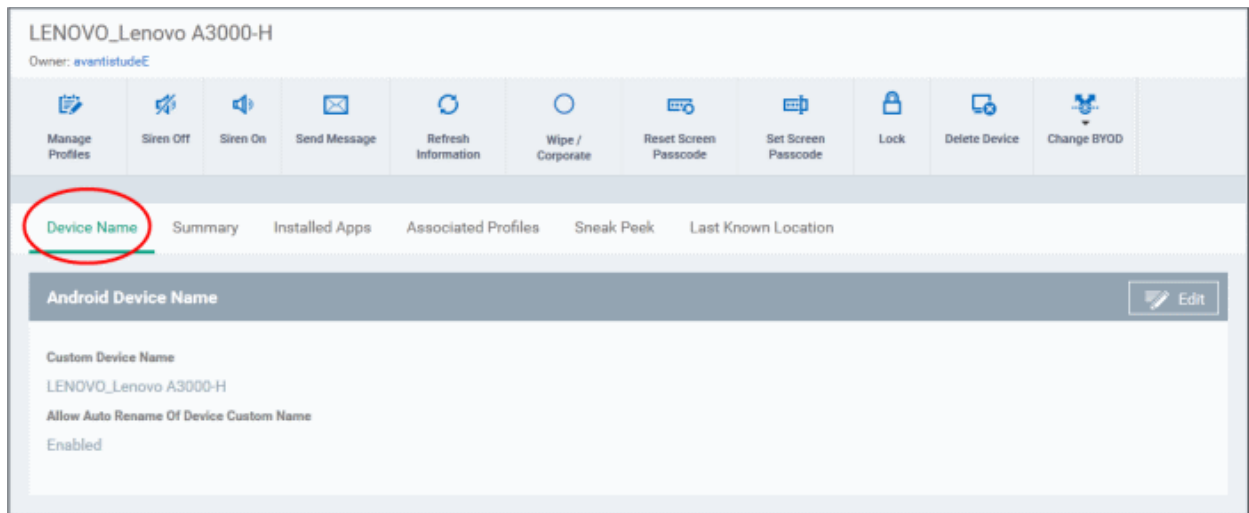 LENOVO_Lenovo A3000-H
Owner: avantistudeE
Manage Profiles
Siren Off
Siren On
Send Message
Refresh Information
Wipe / Corporate
Reset Screen Passcode
Set Screen Passcode
Lock
Delete Device
Change BYOD
Device Name Summary Installed Apps Associated Profiles Sneak Peek Last Known Location
Android Device Name Edit
Custom Device Name
LENOVO_Lenovo A3000-H
Allow Auto Rename Of Device Custom Name
Enabled